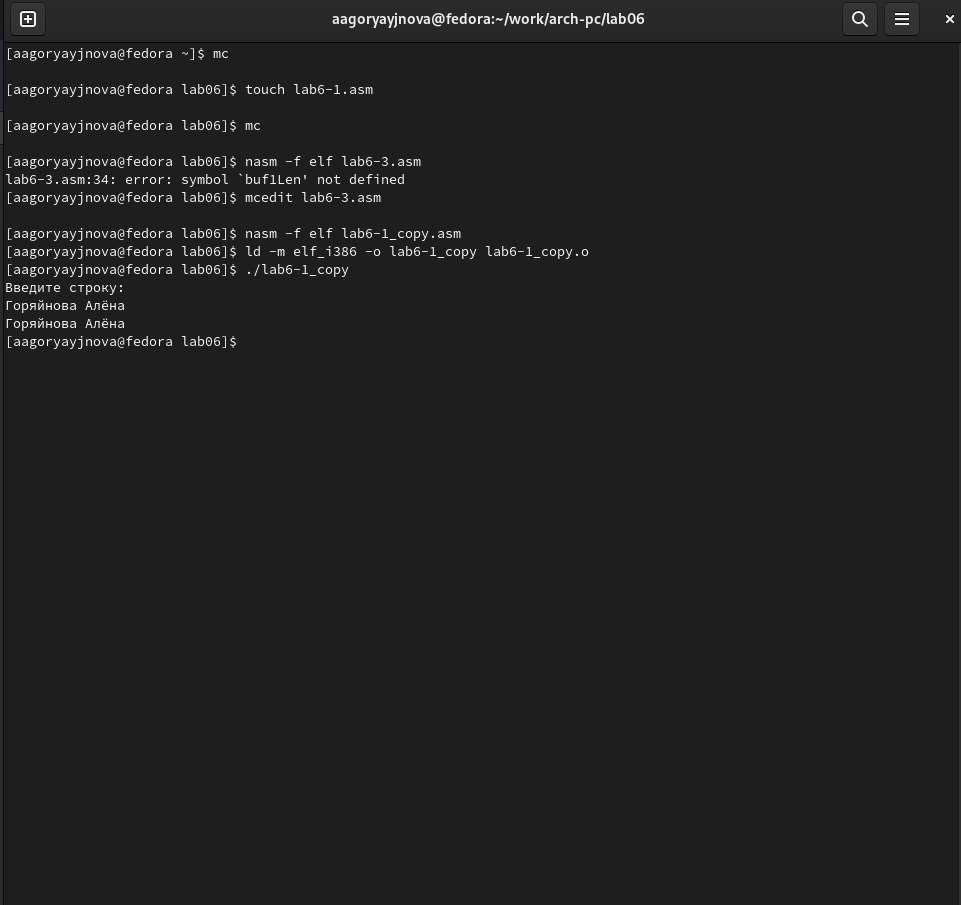 aagoryayjnova@fedora:~/work/arch-pc/lab06
[aagoryayjnova@fedora ~]$ mc
[aagoryayjnova@fedora lab06]$ touch lab6-1.asm
[aagoryayjnova@fedora lab06]$ mc
[aagoryayjnova@fedora lab06]$ nasm -f elf lab6-3.asm
lab6-3.asm:34: error: symbol `buf1Len' not defined
[aagoryayjnova@fedora lab06]$ mcedit lab6-3.asm
[aagoryayjnova@fedora lab06]$ nasm -f elf lab6-1_copy.asm
[aagoryayjnova@fedora lab06]$ ld -m elf_i386 -o lab6-1_copy lab6-1_copy.o
[aagoryayjnova@fedora lab06]$ ./lab6-1_copy
Введите строку:
Горяйнова Алёна
Горяйнова Алёна
[aagoryayjnova@fedora lab06]$